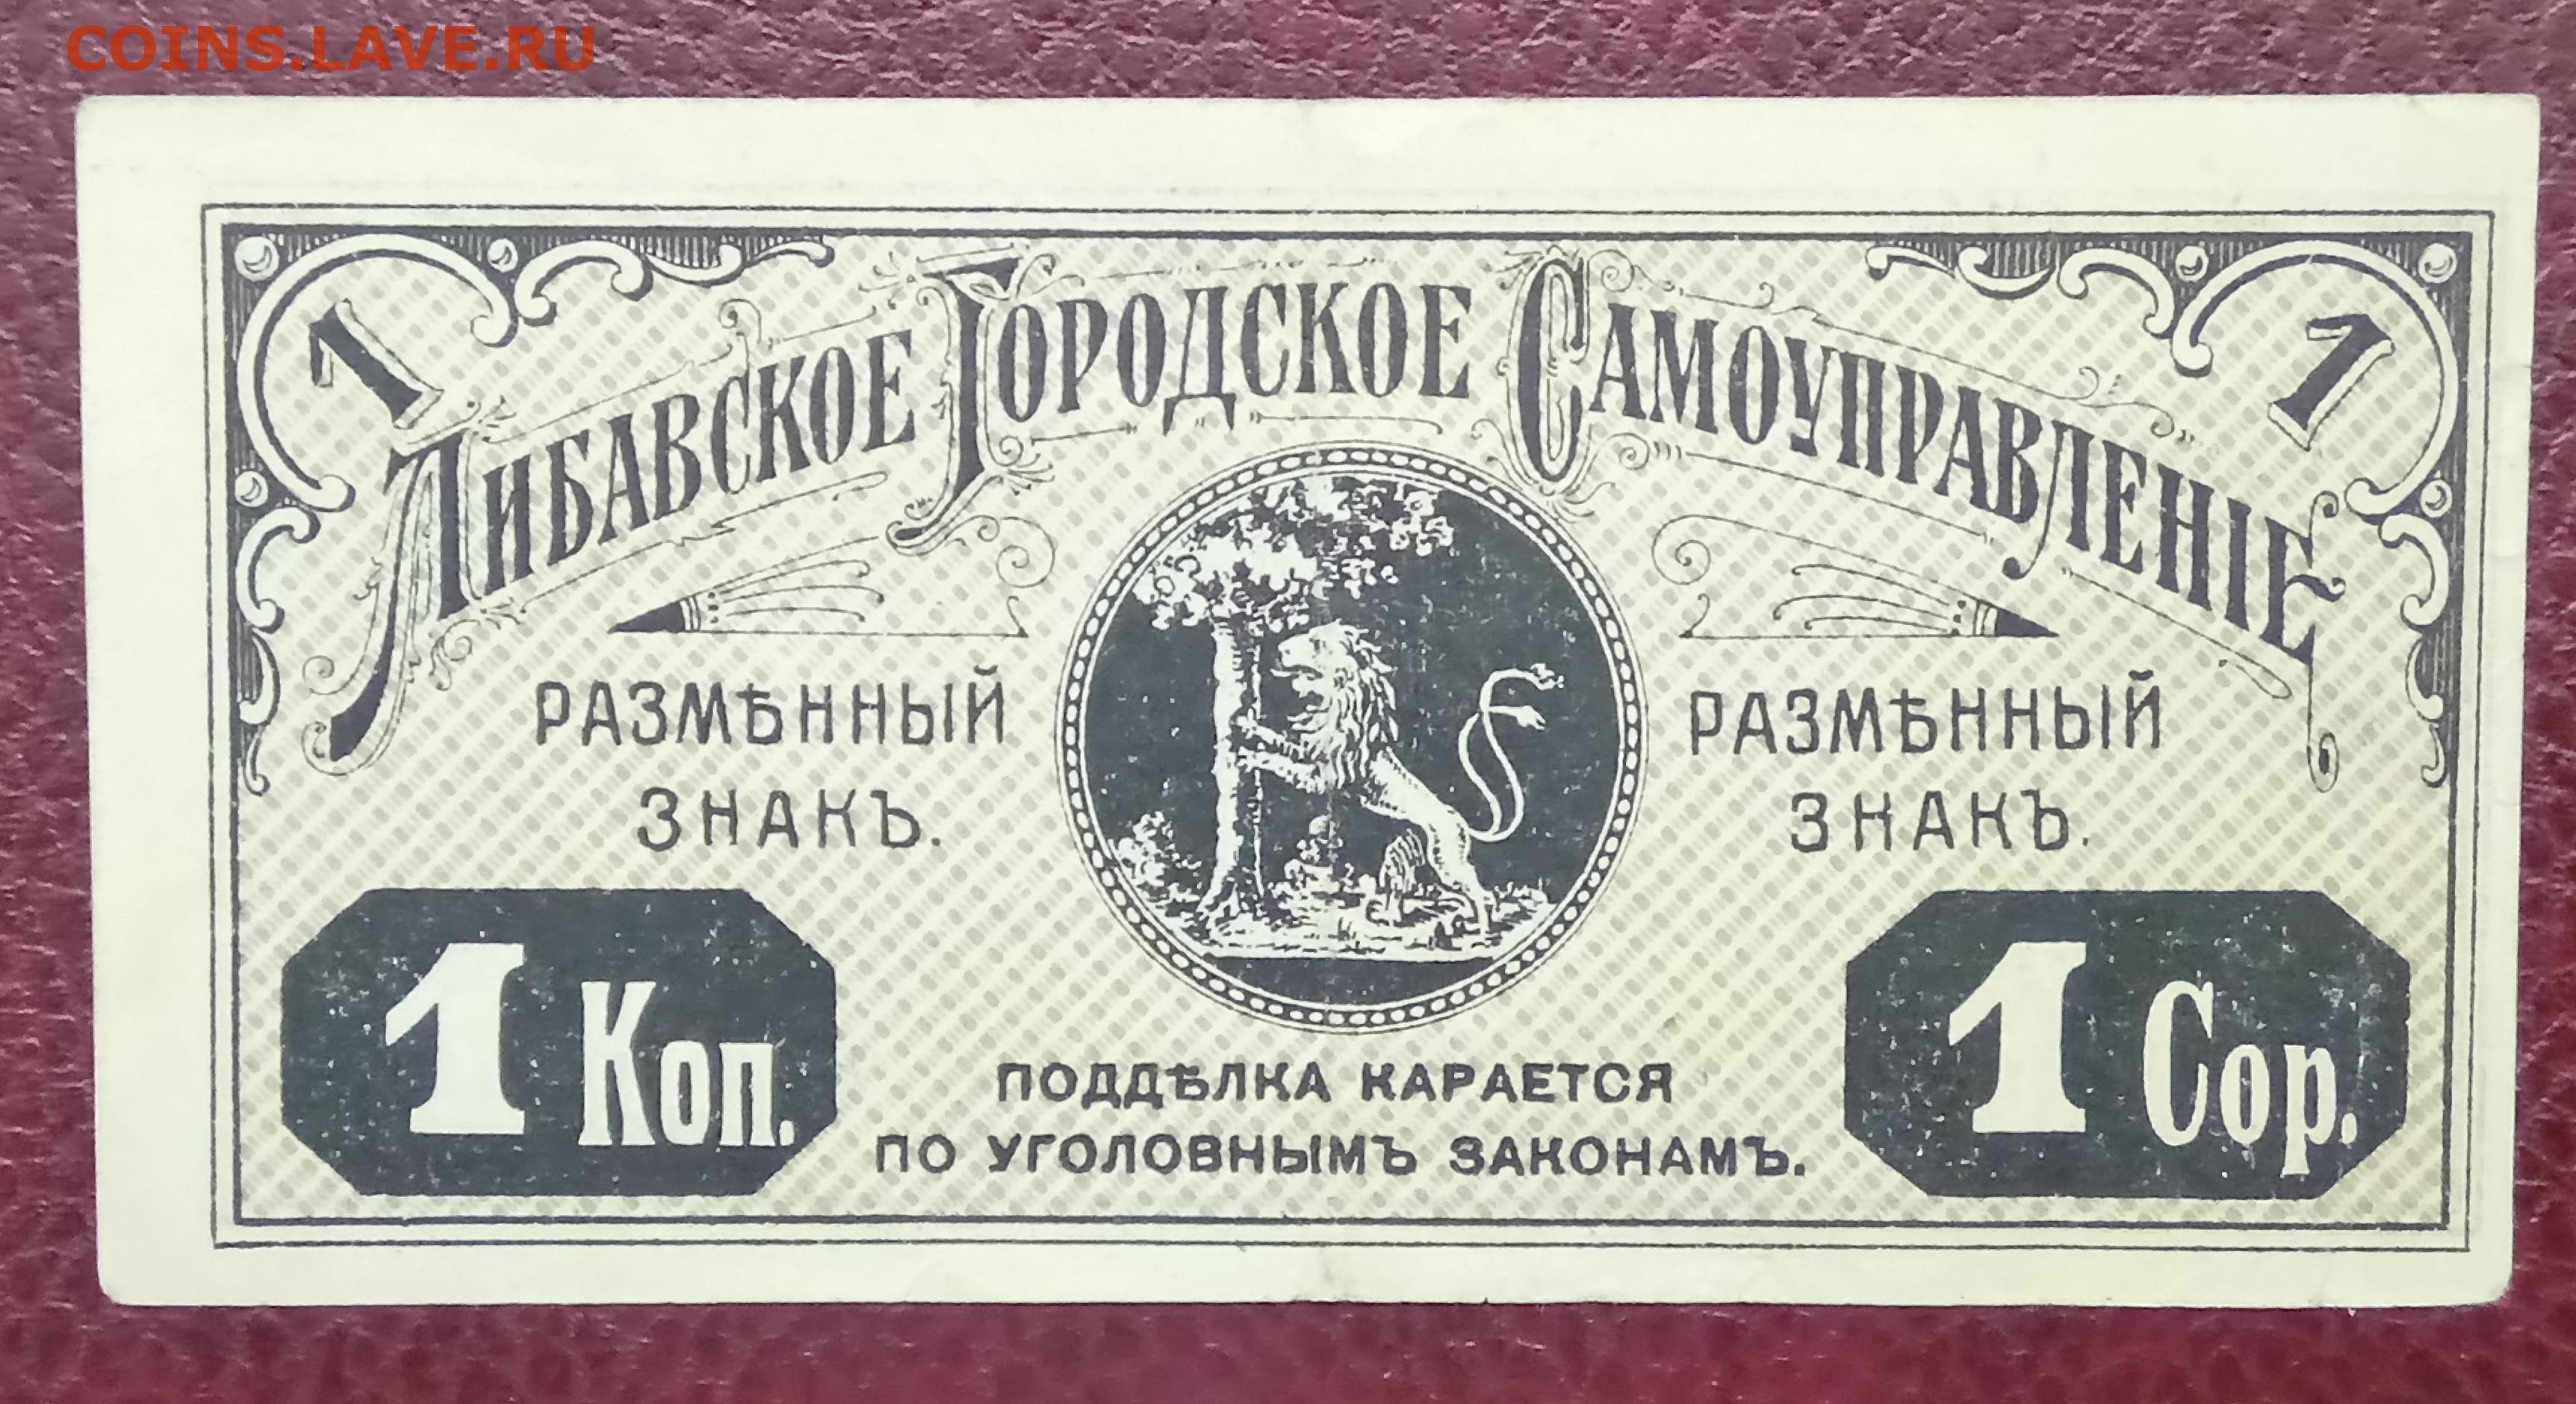 COINS.LAVE.RU
1 1
Либавское Городское Самоуправленіе
РАЗМѢННЫЙ
ЗНАКЪ.
РАЗМѢННЫЙ
ЗНАКЪ.
1 Коп.
ПОДДѢЛКА КАРАЕТСЯ
ПО УГОЛОВНЫМЪ ЗАКОНАМЪ.
1 Cop.